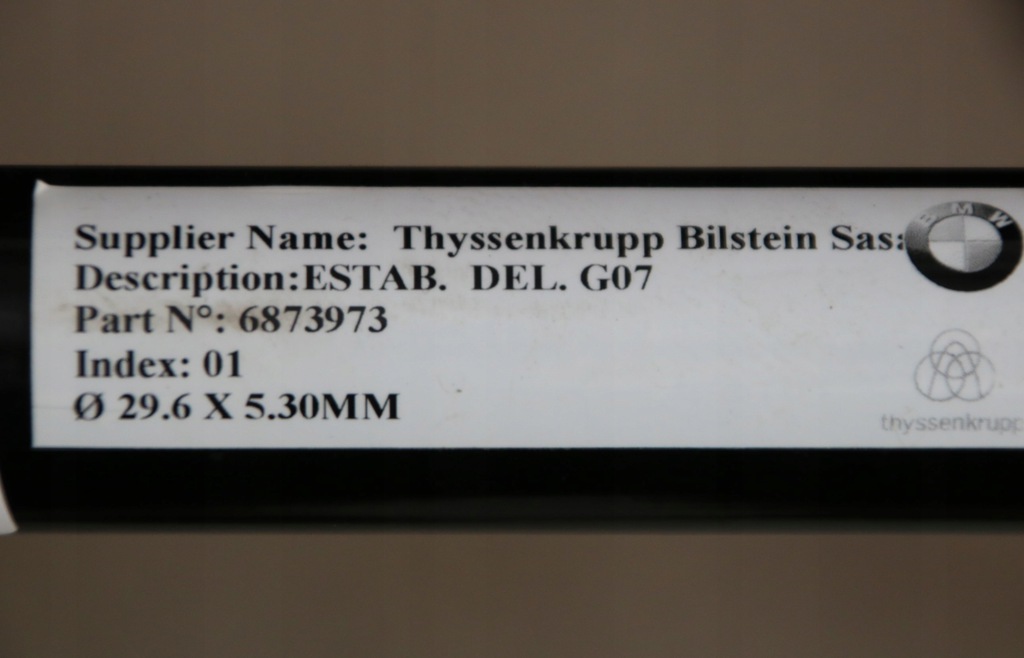 Supplier Name: Thyssenkrupp Bilstein Sas:
BMW
Description:ESTAB. DEL. G07
Part N°: 6873973
Index: 01
Ø 29.6 X 5.30MM
thyssenkrupp